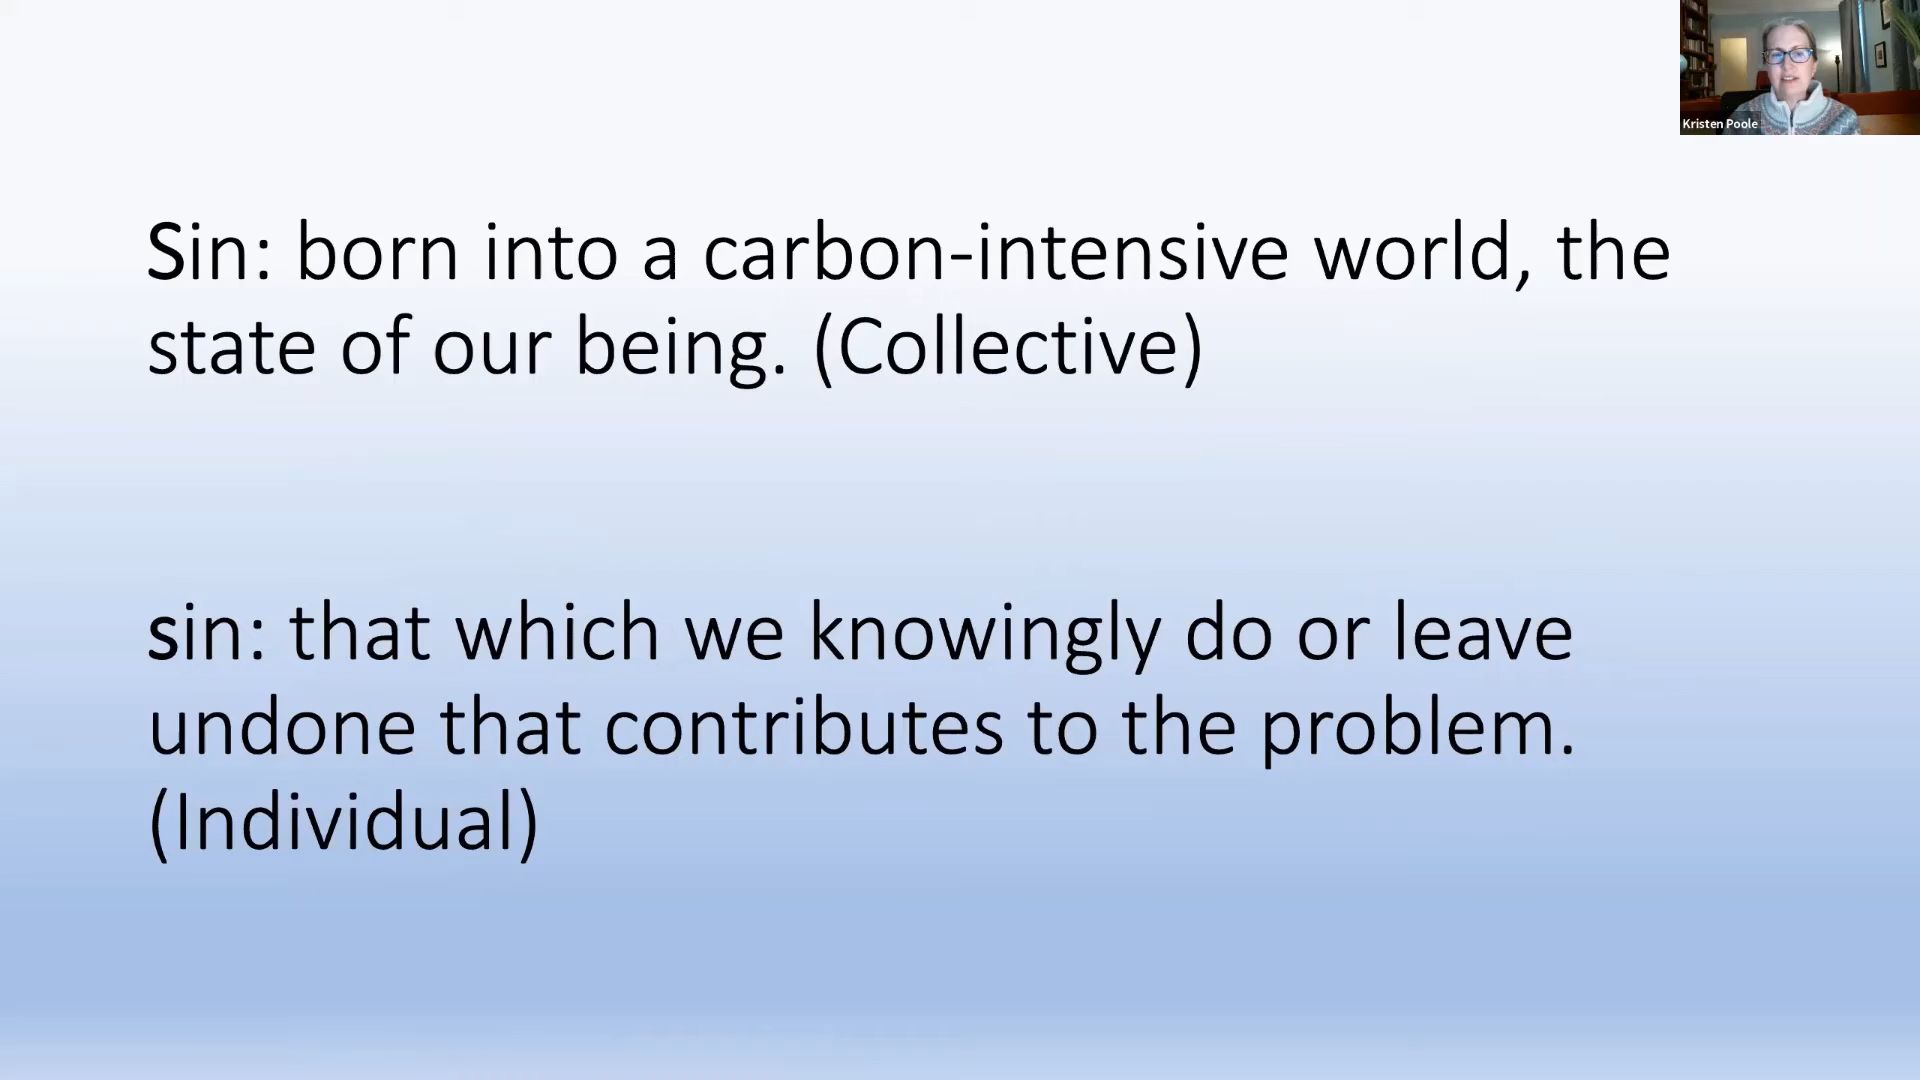 Kristen Poole
Sin: born into a carbon-intensive world, the
state of our being. (Collective)
sin: that which we knowingly do or leave
undone that contributes to the problem.
(Individual)